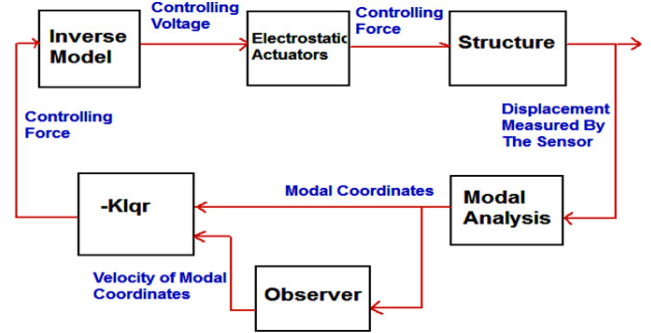 Controlling
Voltage
Controlling
Force
Inverse
Model
Electrostatic
Actuators
Structure
Controlling
Force
Displacement
Measured By
The Sensor
-Klqr
Modal Coordinates
Modal
Analysis
Velocity of Modal
Coordinates
Observer